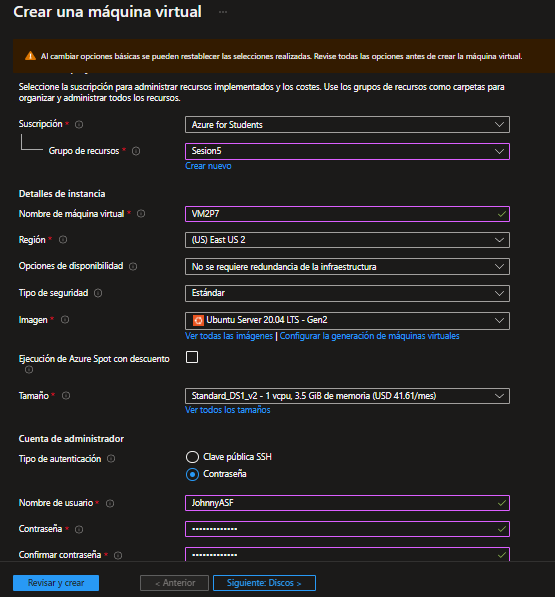 Crear una máquina virtual ...
Al cambiar opciones básicas se pueden restablecer las selecciones realizadas. Revise todas las opciones antes de crear la máquina virtual.
Seleccione la suscripción para administrar recursos implementados y los costes. Use los grupos de recursos como carpetas para
organizar y administrar todos los recursos.
Suscripción * Azure for Students
Grupo de recursos * Sesion5
Crear nuevo
Detalles de instancia
Nombre de máquina virtual * VM2P7
Región * (US) East US 2
Opciones de disponibilidad No se requiere redundancia de la infraestructura
Tipo de seguridad Estándar
Imagen * Ubuntu Server 20.04 LTS - Gen2
Ver todas las imágenes | Configurar la generación de máquinas virtuales
Ejecución de Azure Spot con descuento
Tamaño * Standard_DS1_v2 - 1 vcpu, 3.5 GiB de memoria (USD 41.61/mes)
Ver todos los tamaños
Cuenta de administrador
Tipo de autenticación Clave pública SSH
Contraseña
Nombre de usuario * JohnnyASF
Contraseña * •••••••••••••
Confirmar contraseña * •••••••••••••
Revisar y crear < Anterior Siguiente: Discos >